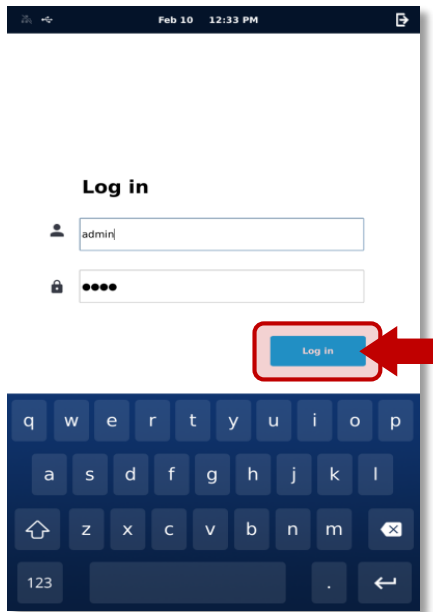 Feb 10 12:33 PM
Log in
admin
Log in
q w e r t y u i o p
a s d f g h j k l
z x c v b n m
123 .